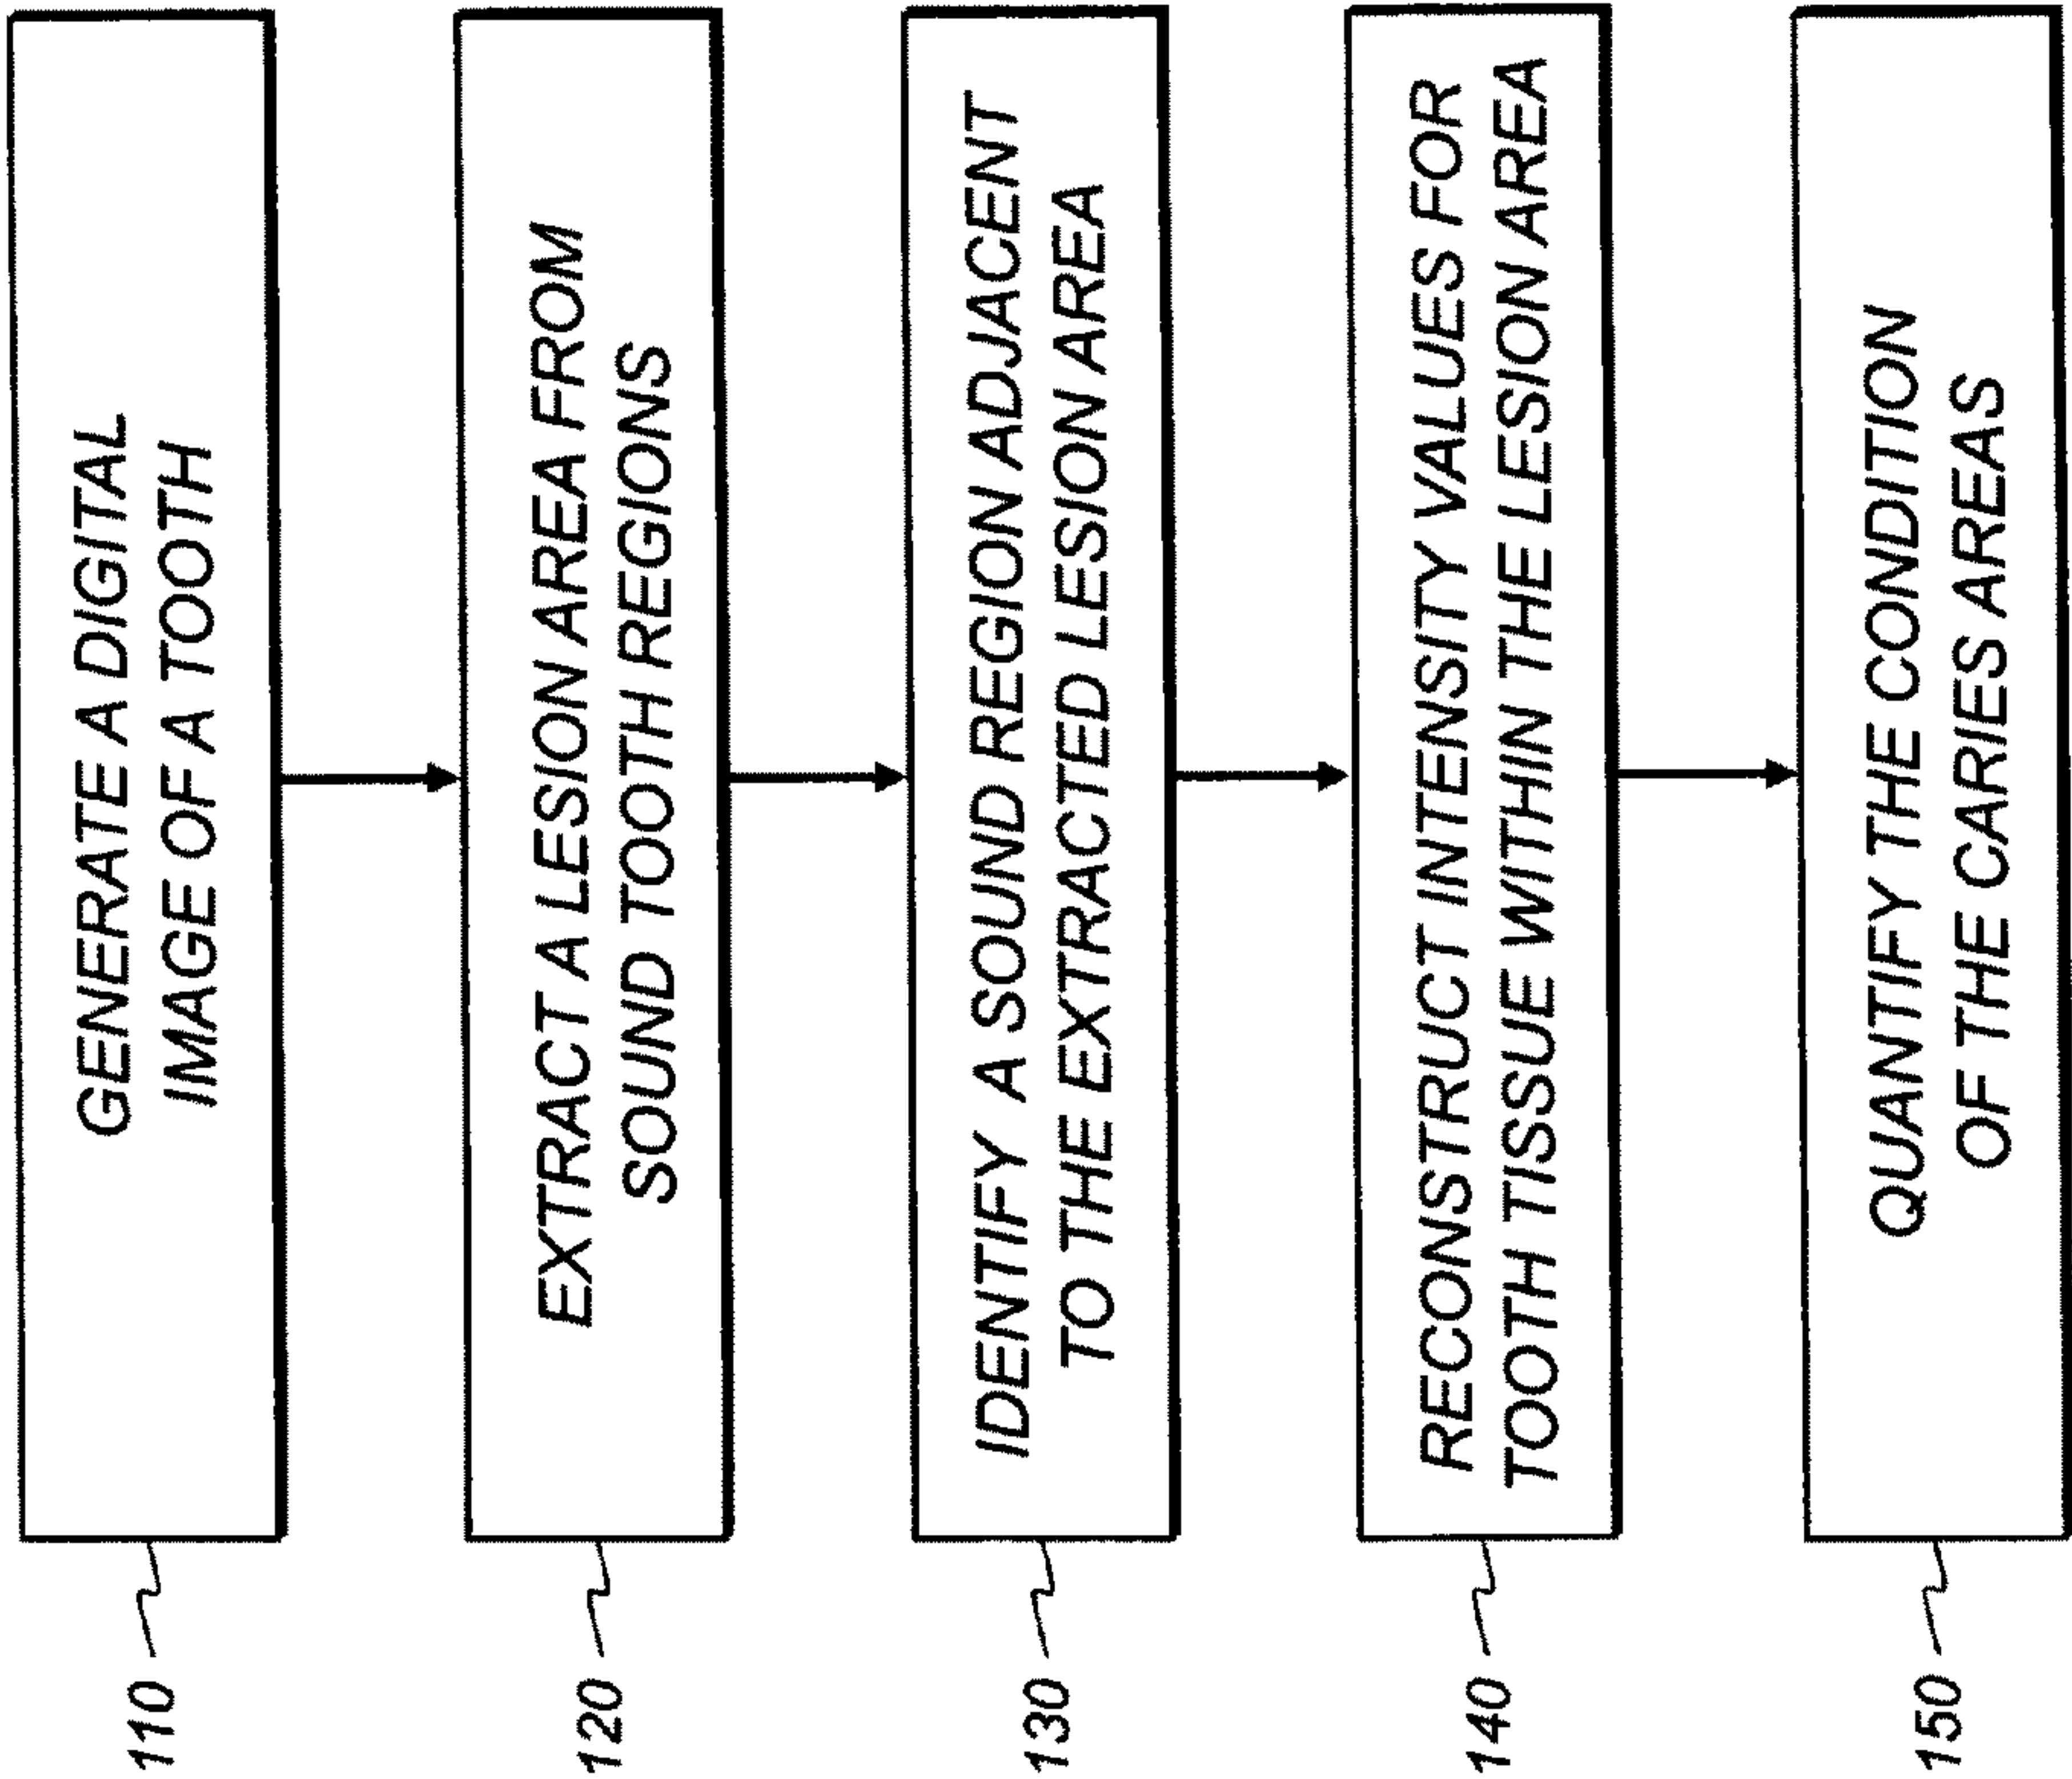 110
GENERATE A DIGITAL
IMAGE OF A TOOTH
120
EXTRACT A LESION AREA FROM
SOUND TOOTH REGIONS
130
IDENTIFY A SOUND REGION ADJACENT
TO THE EXTRACTED LESION AREA
140
RECONSTRUCT INTENSITY VALUES FOR
TOOTH TISSUE WITHIN THE LESION AREA
150
QUANTIFY THE CONDITION
OF THE CARIES AREAS